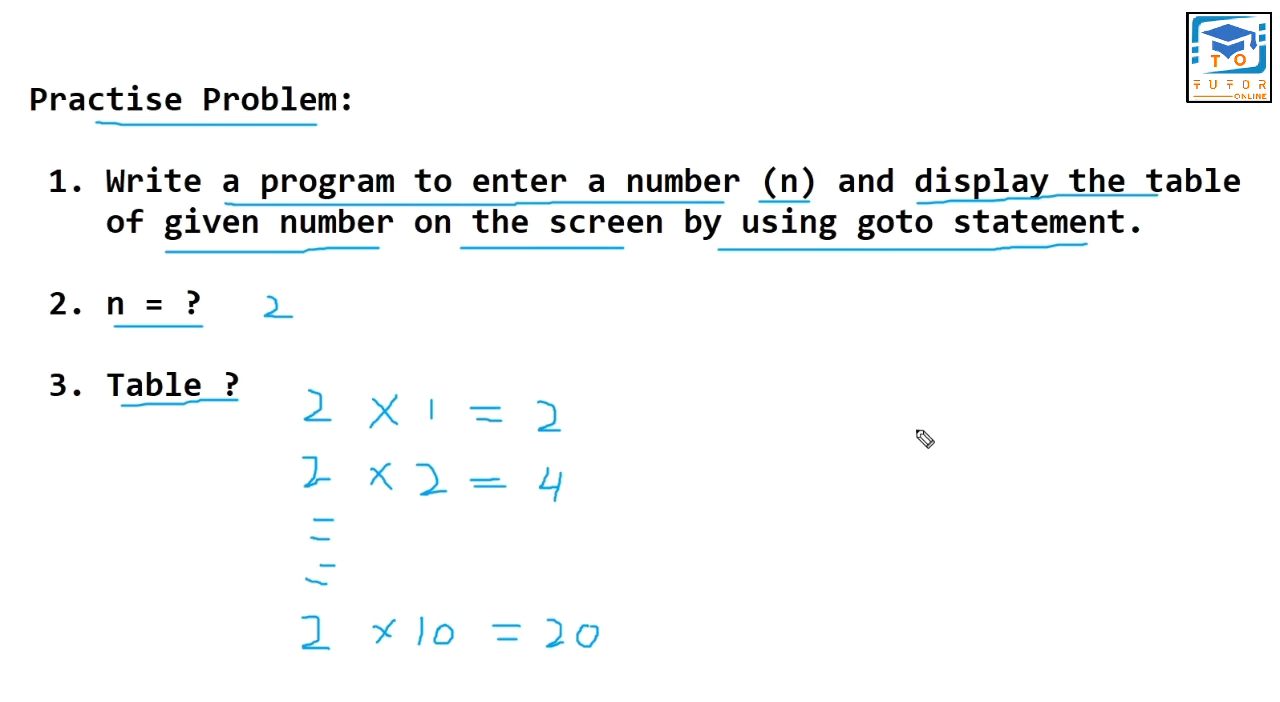 TO
TUTOR
ONLINE
Practise Problem:
1. Write a program to enter a number (n) and display the table
of given number on the screen by using goto statement.
2. n = ? 2
3. Table ?
2 × 1 = 2
2 × 2 = 4
=
=
2 × 10 = 20